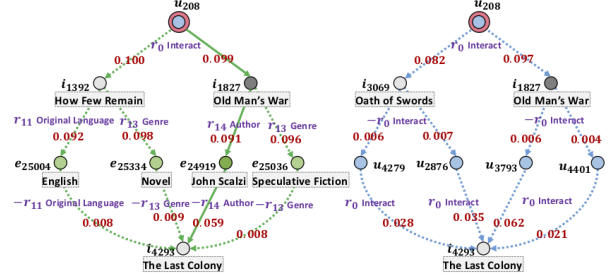 u208
r0 Interact
0.100
0.099
i1392
How Few Remain
i1827
Old Man's War
r11 Original Language
r13 Genre
r14 Author
r13 Genre
0.092
0.098
0.091
0.096
e25004
English
e25334
Novel
e24919
John Scalzi
e25036
Speculative Fiction
−r11 Original Language
−r13 Genre
−r14 Author
−r13 Genre
0.008
0.009
0.059
0.008
i4293
The Last Colony
u208
r0 Interact
0.082
0.097
i3069
Oath of Swords
i1827
Old Man's War
−r0 Interact
−r0 Interact
0.006
0.007
0.006
0.004
u4279
u2876
u3793
u4401
r0 Interact
r0 Interact
0.028
0.035
0.062
0.021
i4293
The Last Colony